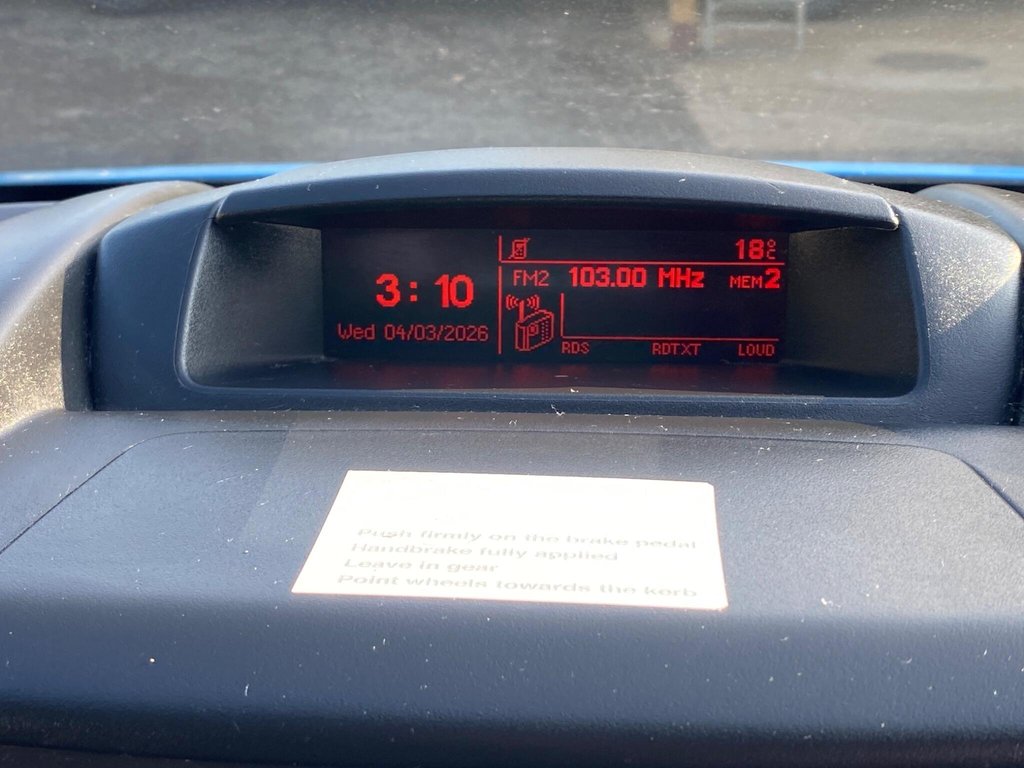 3:10
Wed 04/03/2026
18°C
FM2 103.00 MHz MEM2
RDS RDTXT LOUD
Push firmly on the brake pedal
Handbrake fully applied
Leave in gear
Point wheels towards the kerb